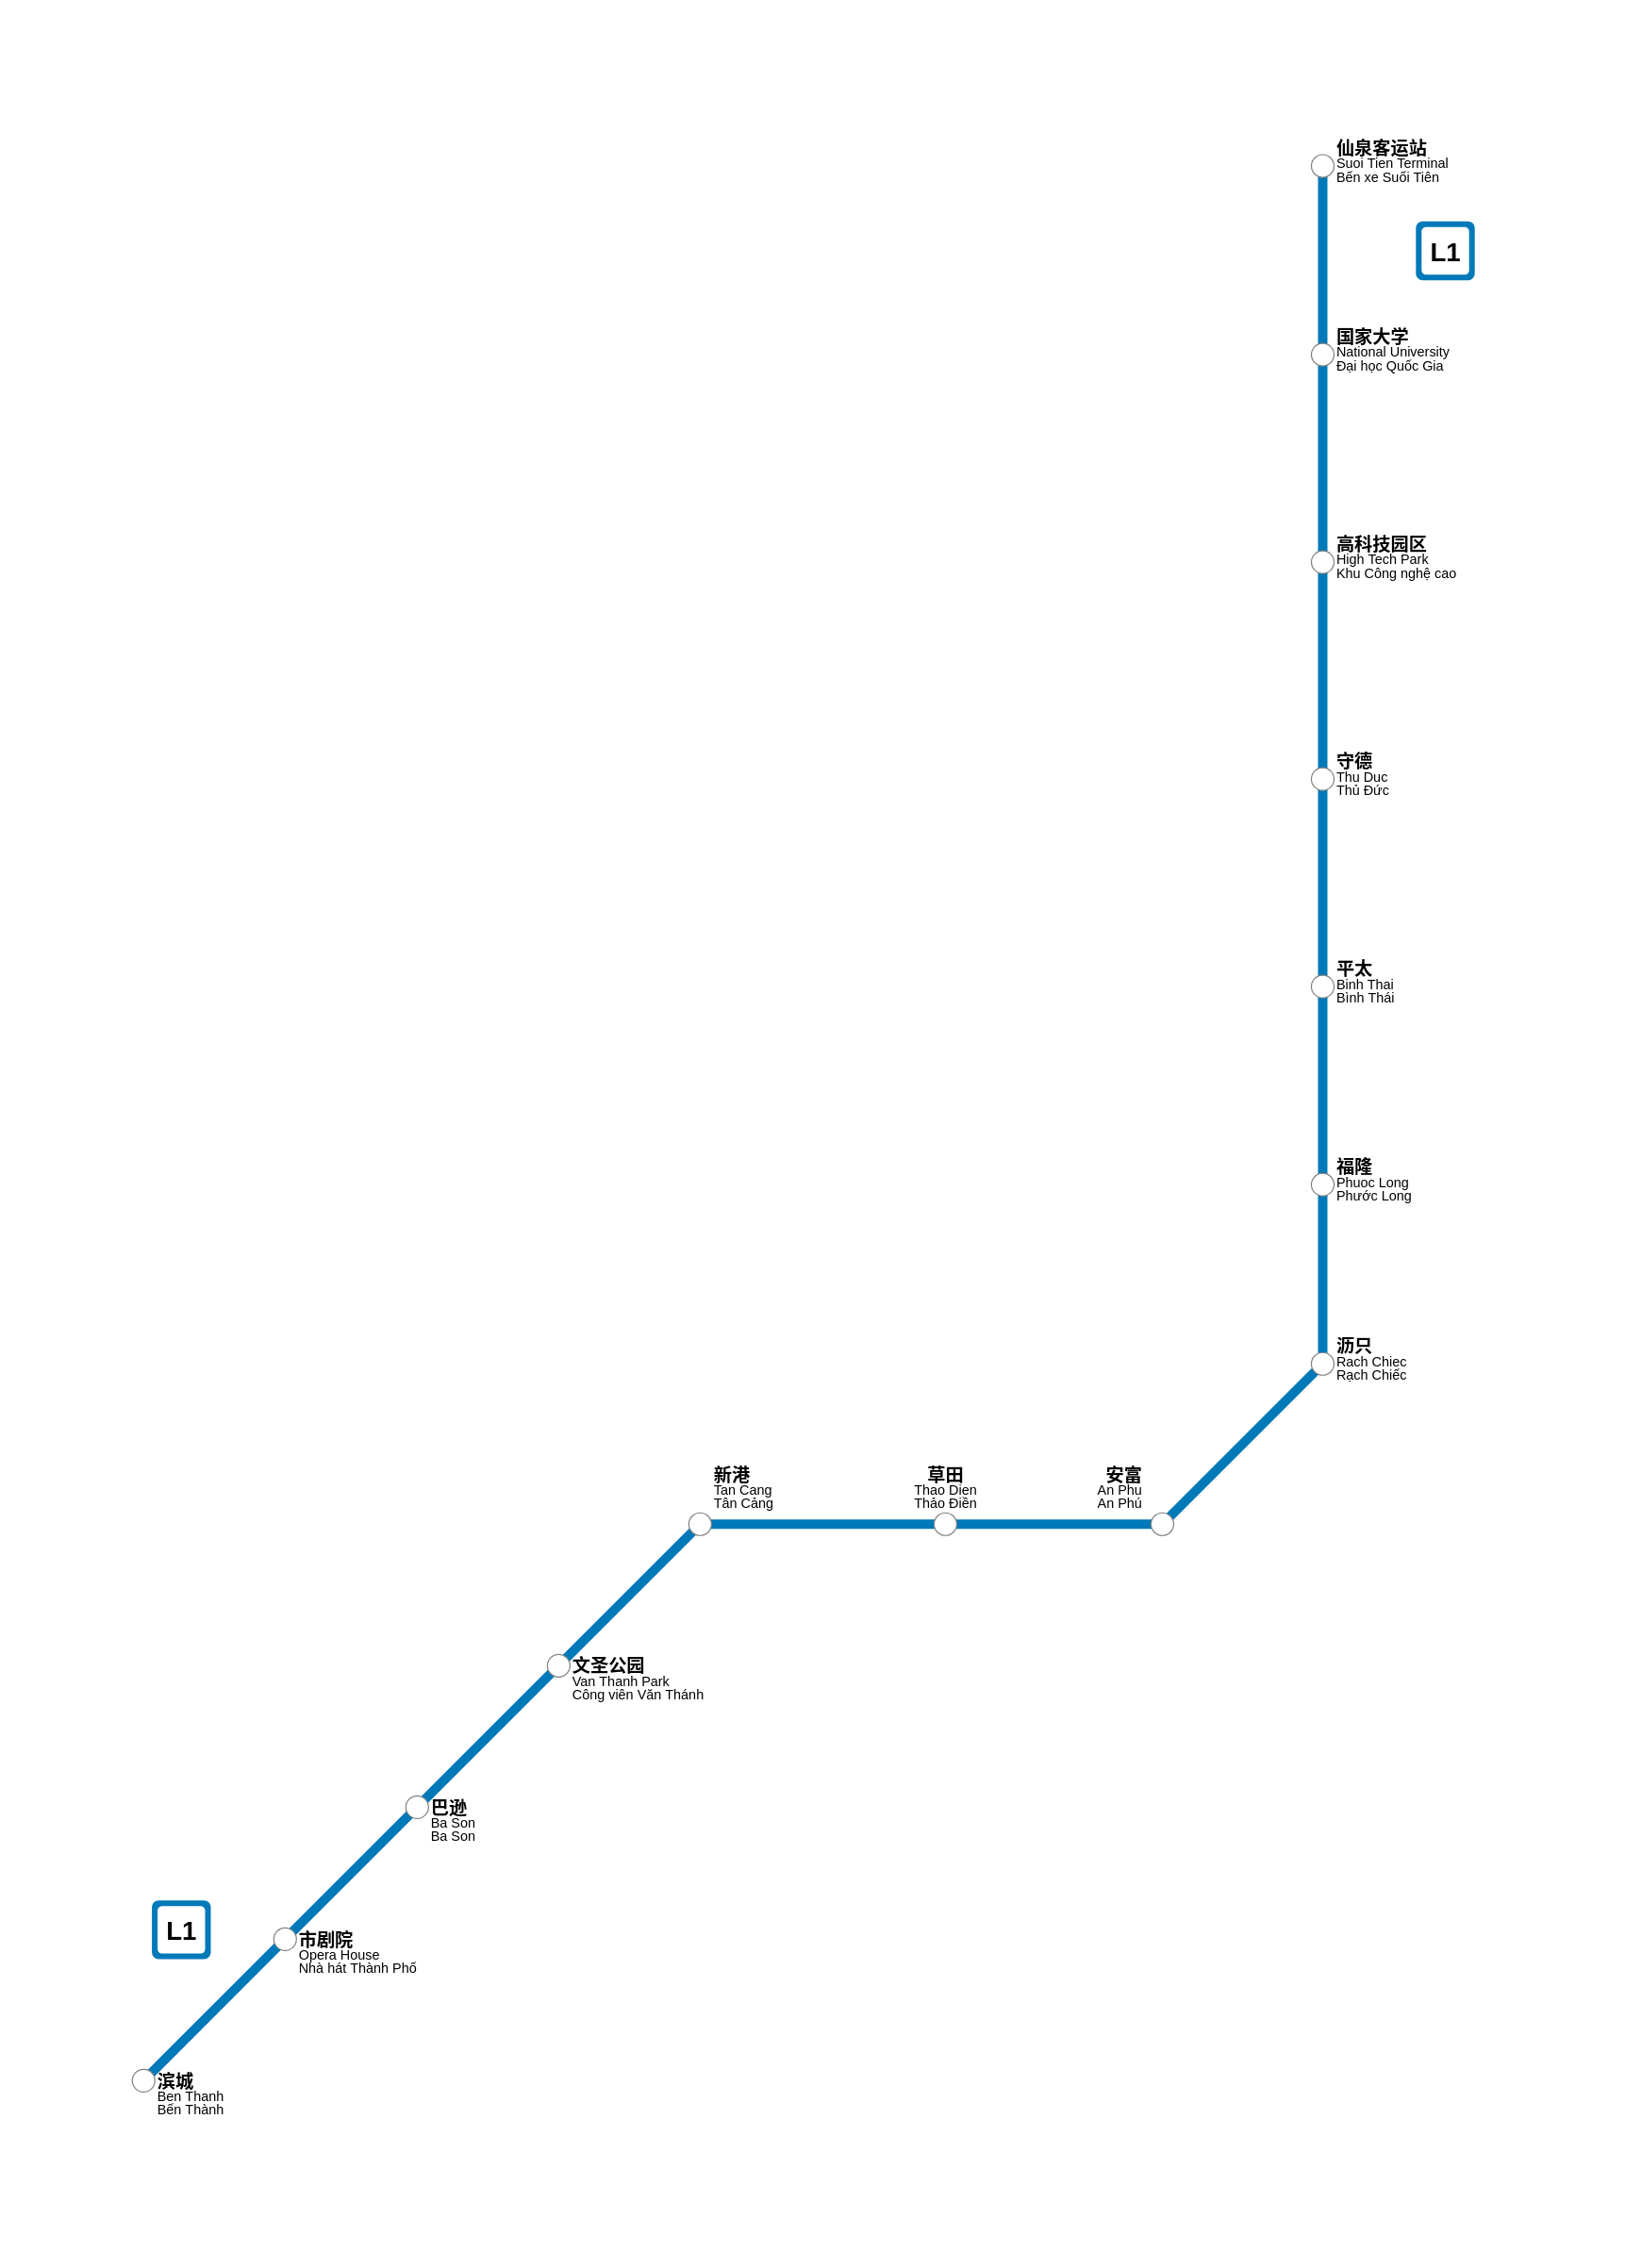 仙泉客运站
Suoi Tien Terminal
Bến xe Suối Tiên
L1
国家大学
National University
Đại học Quốc Gia
高科技园区
High Tech Park
Khu Công nghệ cao
守德
Thu Duc
Thủ Đức
平太
Binh Thai
Bình Thái
福隆
Phuoc Long
Phước Long
沥只
Rach Chiec
Rạch Chiếc
新港
Tan Cang
Tân Cảng
草田
Thao Dien
Thảo Điền
安富
An Phu
An Phú
文圣公园
Van Thanh Park
Công viên Văn Thánh
巴逊
Ba Son
Ba Son
L1
市剧院
Opera House
Nhà hát Thành Phố
滨城
Ben Thanh
Bến Thành